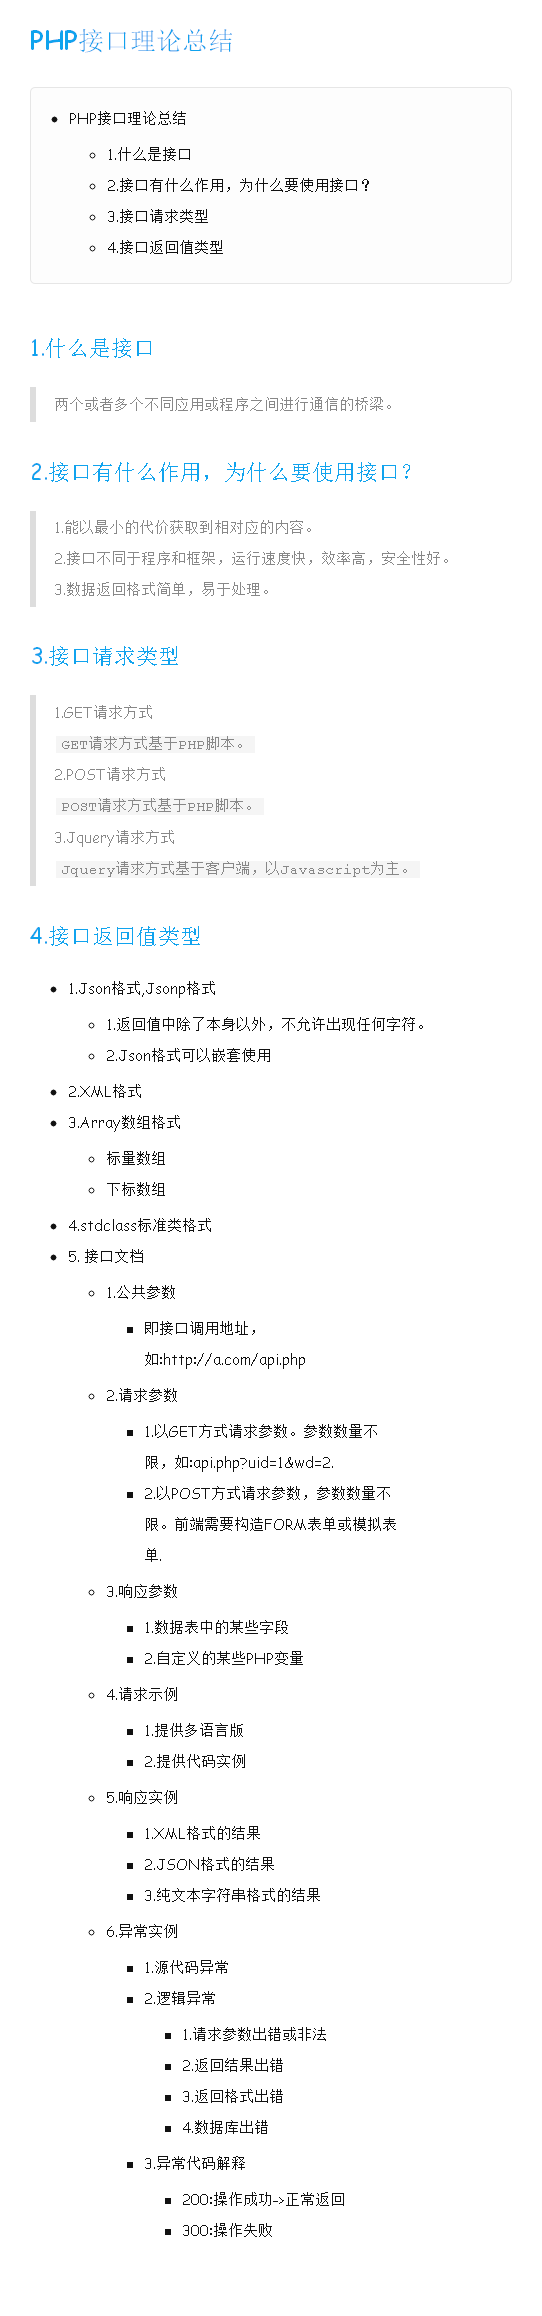 PHP接口理论总结
PHP接口理论总结
1.什么是接口
2.接口有什么作用，为什么要使用接口？
3.接口请求类型
4.接口返回值类型
1.什么是接口
两个或者多个不同应用或程序之间进行通信的桥梁。
2.接口有什么作用，为什么要使用接口？
1.能以最小的代价获取到相对应的内容。
2.接口不同于程序和框架，运行速度快，效率高，安全性好。
3.数据返回格式简单，易于处理。
3.接口请求类型
1.GET请求方式
GET请求方式基于PHP脚本。
2.POST请求方式
POST请求方式基于PHP脚本。
3.Jquery请求方式
Jquery请求方式基于客户端，以Javascript为主。
4.接口返回值类型
1.Json格式,Jsonp格式
1.返回值中除了本身以外，不允许出现任何字符。
2.Json格式可以嵌套使用
2.XML格式
3.Array数组格式
标量数组
下标数组
4.stdclass标准类格式
5. 接口文档
1.公共参数
即接口调用地址，
如:http://a.com/api.php
2.请求参数
1.以GET方式请求参数。参数数量不
限，如:api.php?uid=1&wd=2.
2.以POST方式请求参数，参数数量不
限。前端需要构造FORM表单或模拟表
单.
3.响应参数
1.数据表中的某些字段
2.自定义的某些PHP变量
4.请求示例
1.提供多语言版
2.提供代码实例
5.响应实例
1.XML格式的结果
2.JSON格式的结果
3.纯文本字符串格式的结果
6.异常实例
1.源代码异常
2.逻辑异常
1.请求参数出错或非法
2.返回结果出错
3.返回格式出错
4.数据库出错
3.异常代码解释
200:操作成功->正常返回
300:操作失败